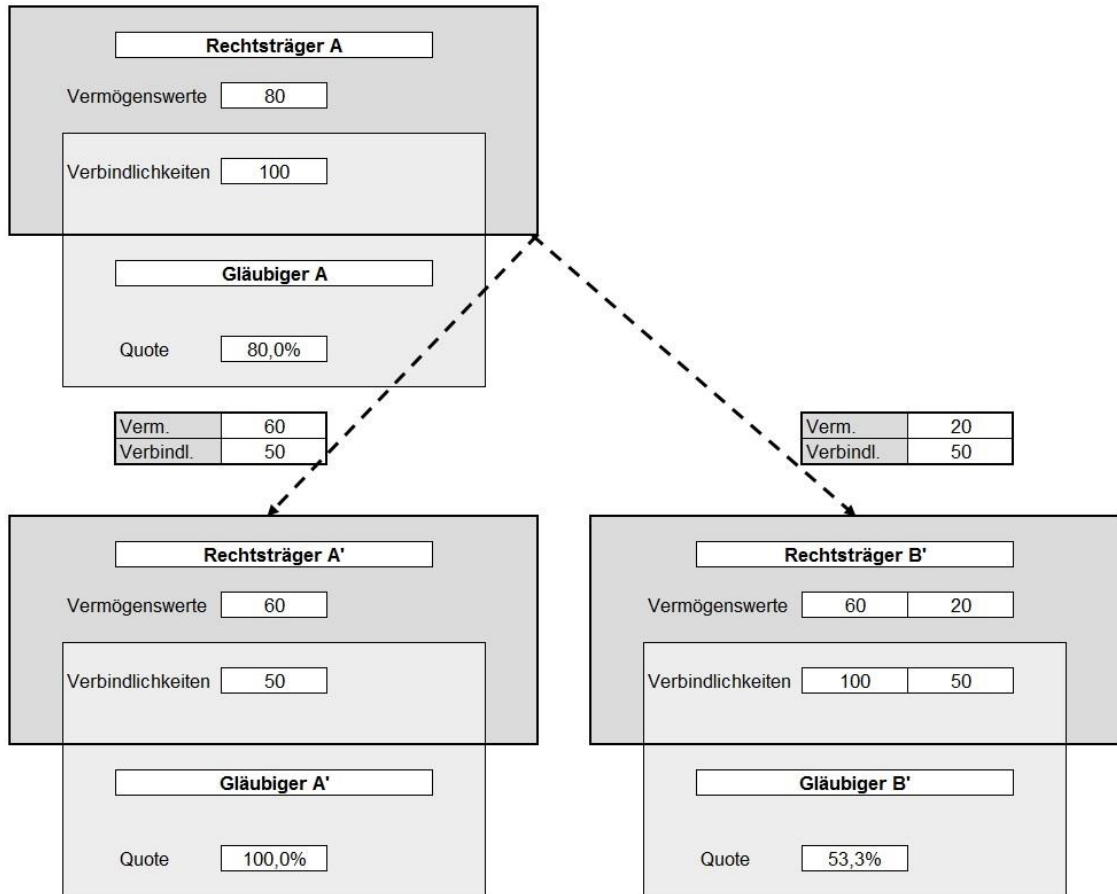 Rechtsträger A
Vermögenswerte 80
Verbindlichkeiten 100
Gläubiger A
Quote 80,0%
Verm. 60
Verbindl. 50
Verm. 20
Verbindl. 50
Rechtsträger A'
Vermögenswerte 60
Verbindlichkeiten 50
Gläubiger A'
Quote 100,0%
Rechtsträger B'
Vermögenswerte 60 20
Verbindlichkeiten 100 50
Gläubiger B'
Quote 53,3%